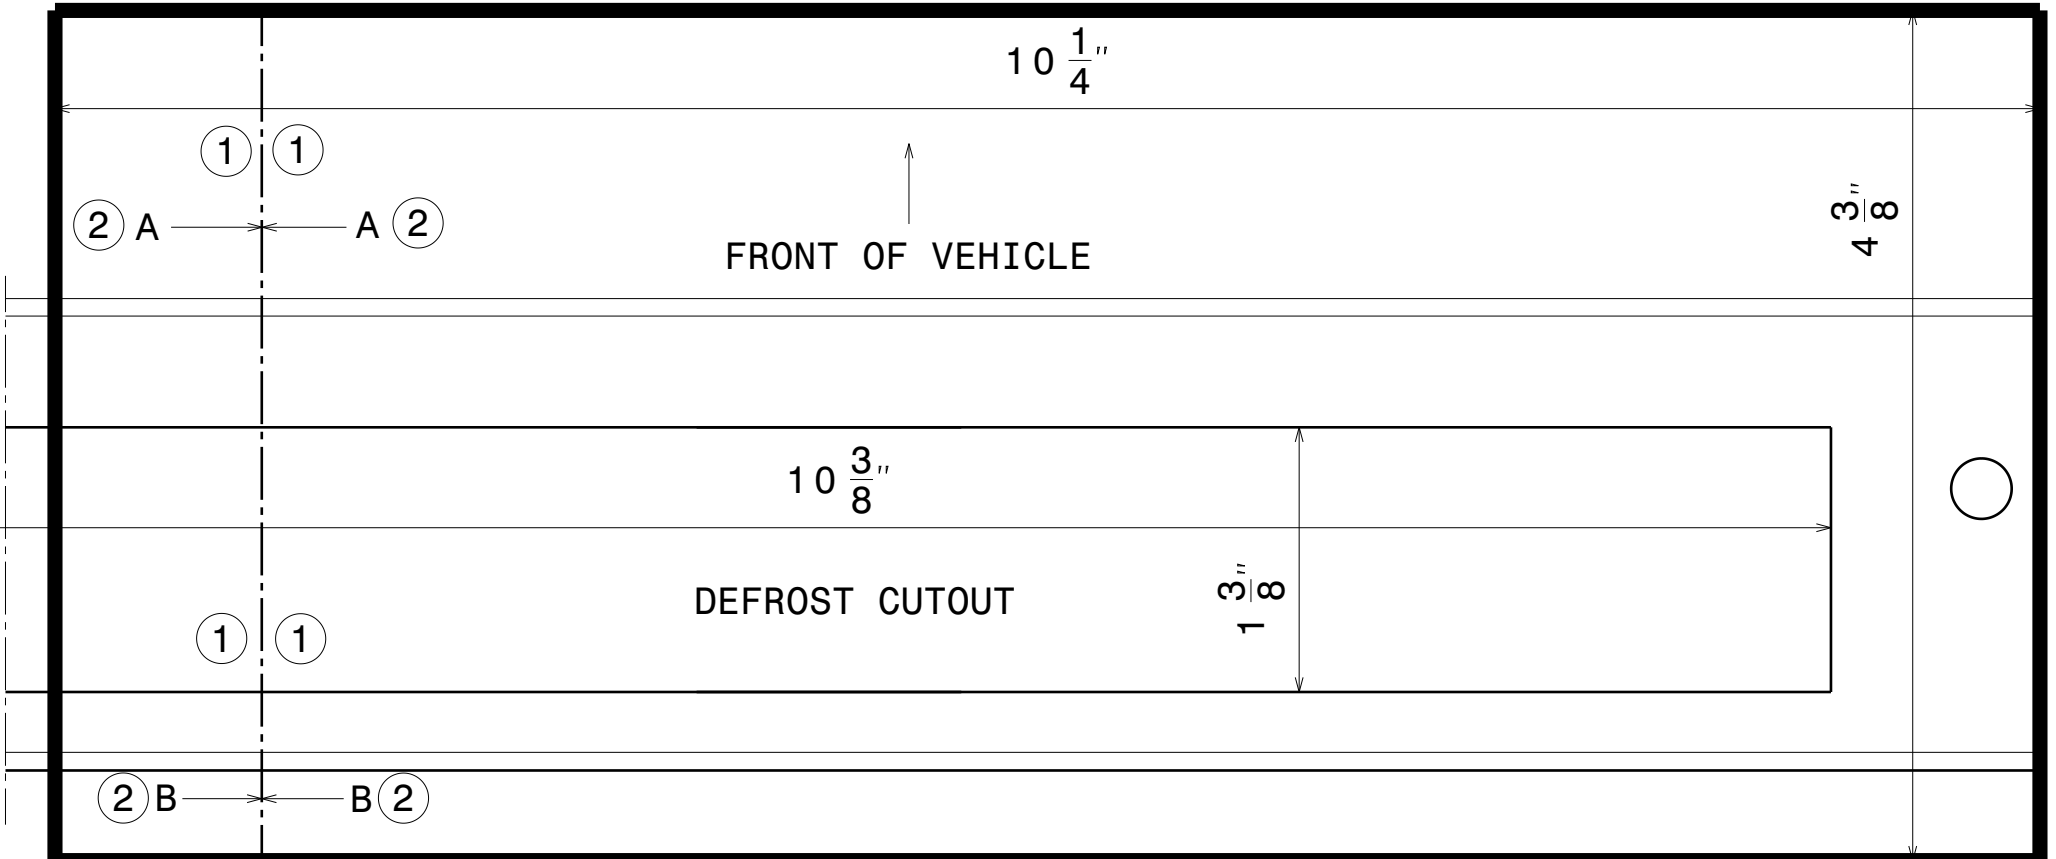 10 1/4"
1 1
2 A A 2
4 3/8"
FRONT OF VEHICLE
10 3/8"
1 3/8"
DEFROST CUTOUT
1 1
2 B B 2